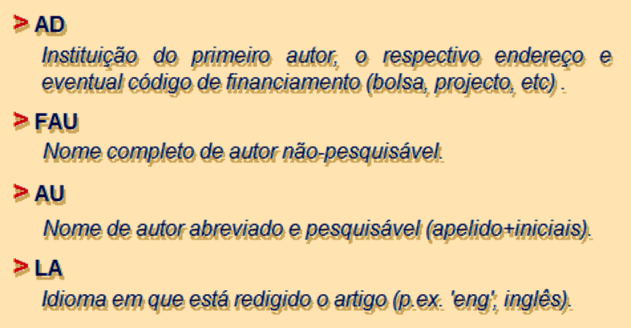 > AD
Instituição do primeiro autor, o respectivo endereço e
eventual código de financiamento (bolsa, projecto, etc) .
> FAU
Nome completo de autor não-pesquisável.
> AU
Nome de autor abreviado e pesquisável (apelido+iniciais).
> LA
Idioma em que está redigido o artigo (p.ex. 'eng', inglês).